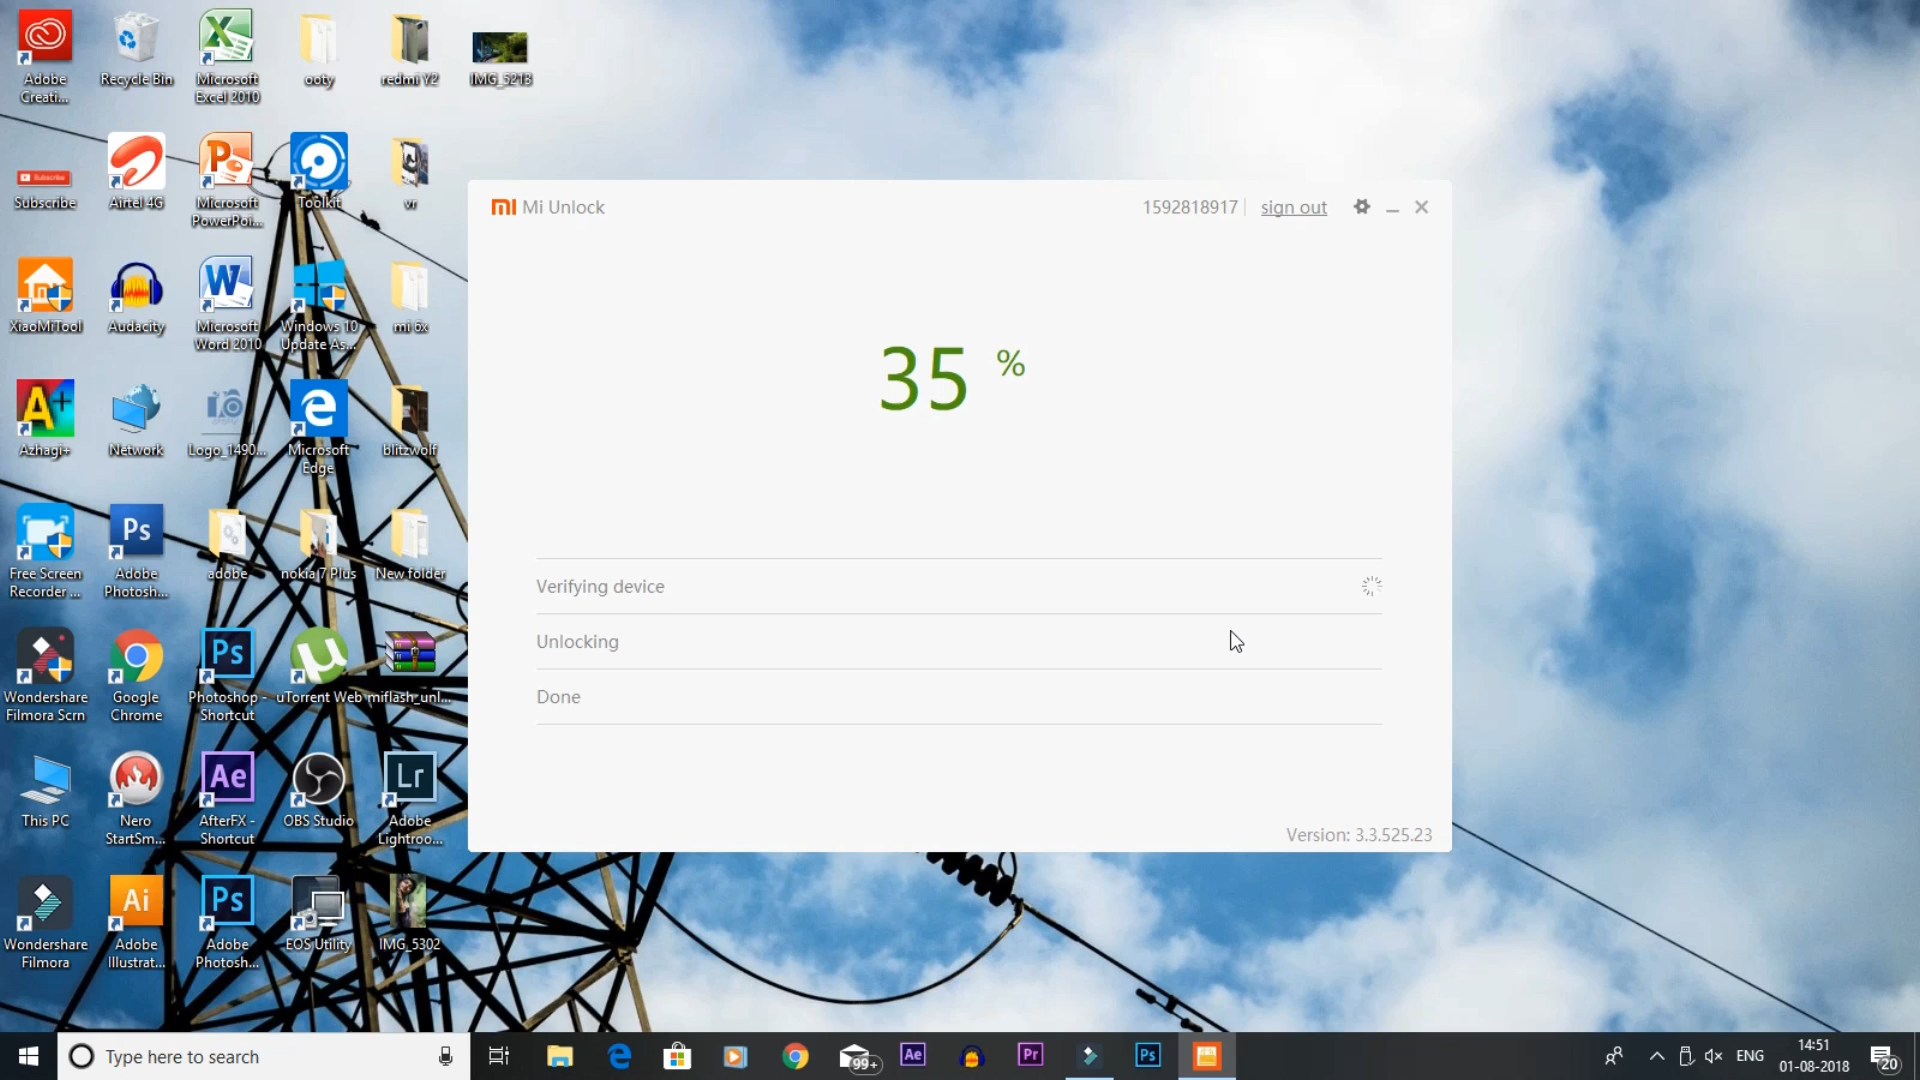 Adobe
Creati...
Recycle Bin
Microsoft
Excel 2010
ooty
redmi Y2
IMG_5213
Subscribe
Subscribe
Airtel 4G
Microsoft
PowerPoi...
Toolkit
vr
XiaoMiTool
Audacity
Microsoft
Word 2010
Windows 10
Update As...
mi 6x
Azhagi+
Network
Logo_1490...
Microsoft
Edge
blitzwolf
Free Screen
Recorder ...
Adobe
Photosh...
adobe
nokia 7 Plus
New folder
Wondershare
Filmora Scrn
Google
Chrome
Photoshop -
Shortcut
uTorrent Web
miflash_unl...
This PC
Nero
StartSm...
AfterFX -
Shortcut
OBS Studio
Adobe
Lightroo...
Wondershare
Filmora
Adobe
Illustrat...
Adobe
Photosh...
EOS Utility
IMG_5302
Mi Unlock
1592818917
sign out
35 %
Verifying device
Unlocking
Done
Version: 3.3.525.23
Type here to search
99+
Ae
Pr
Ps
ENG
14:51
01-08-2018
20